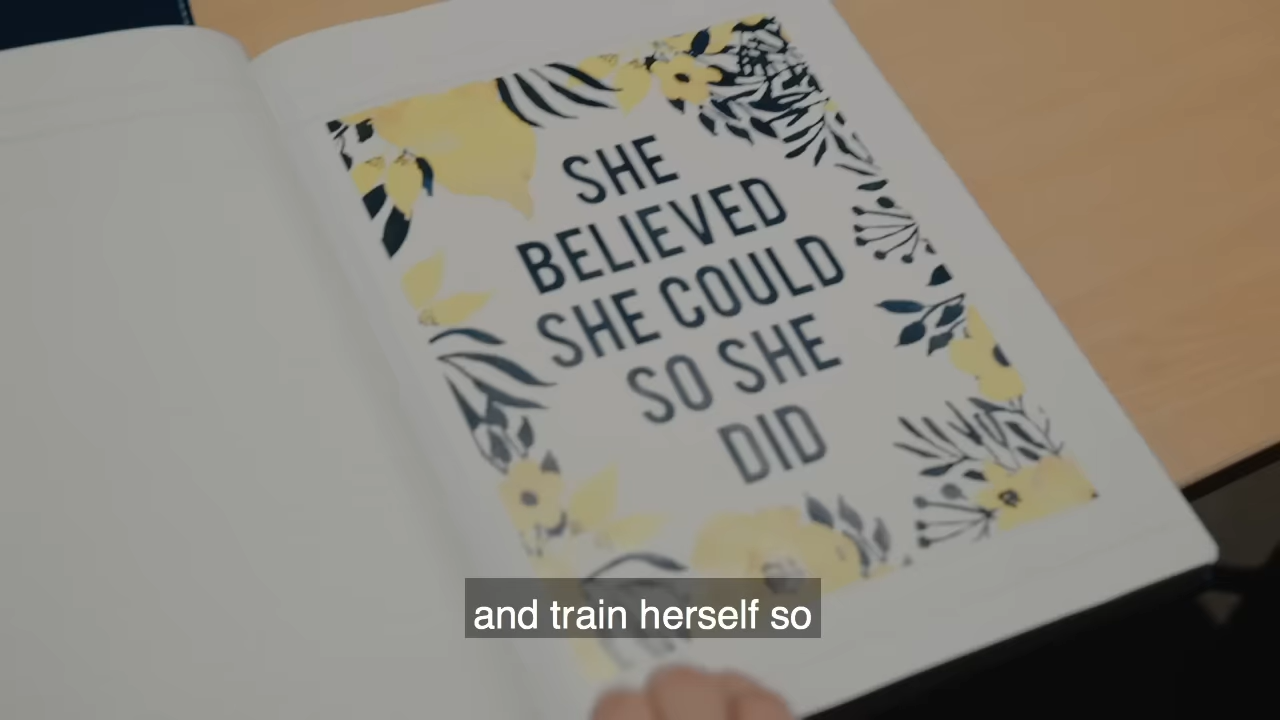 SHE
BELIEVED
SHE COULD
SO SHE
DID
and train herself so